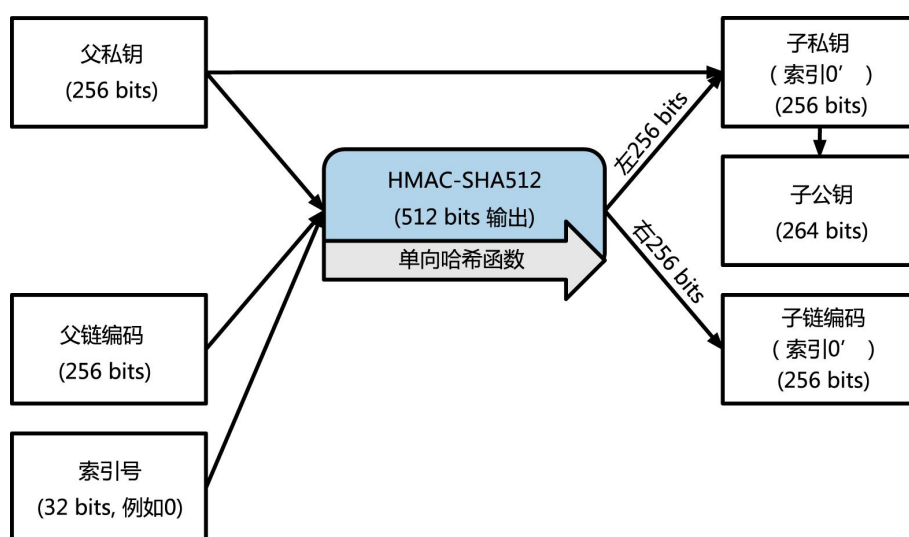 父私钥
(256 bits)
父链编码
(256 bits)
索引号
(32 bits, 例如0)
HMAC-SHA512
(512 bits 输出)
单向哈希函数
左256 bits
右256 bits
子私钥
( 索引0′ )
(256 bits)
子公钥
(264 bits)
子链编码
( 索引0′ )
(256 bits)